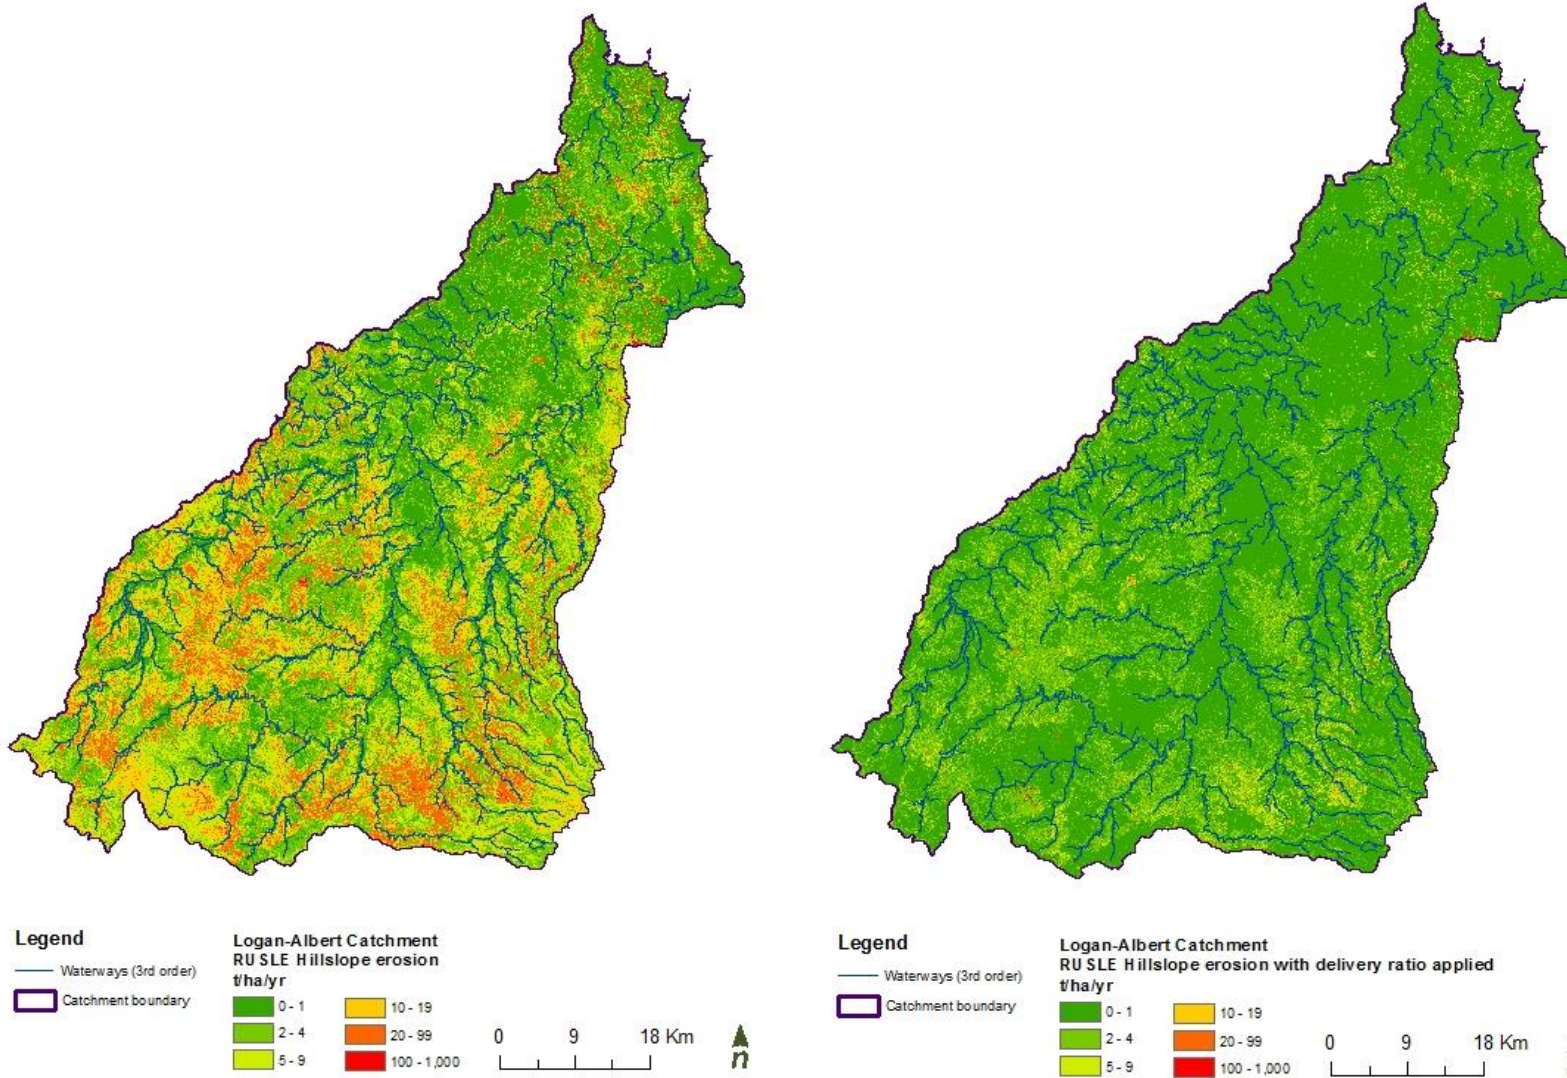 Legend
Waterways (3rd order)
Catchment boundary
Logan-Albert Catchment
RUSLE Hillslope erosion
t/ha/yr
0 - 1
2 - 4
5 - 9
10 - 19
20 - 99
100 - 1,000
0 9 18 Km
n
Legend
Waterways (3rd order)
Catchment boundary
Logan-Albert Catchment
RUSLE Hillslope erosion with delivery ratio applied
t/ha/yr
0 - 1
2 - 4
5 - 9
10 - 19
20 - 99
100 - 1,000
0 9 18 Km